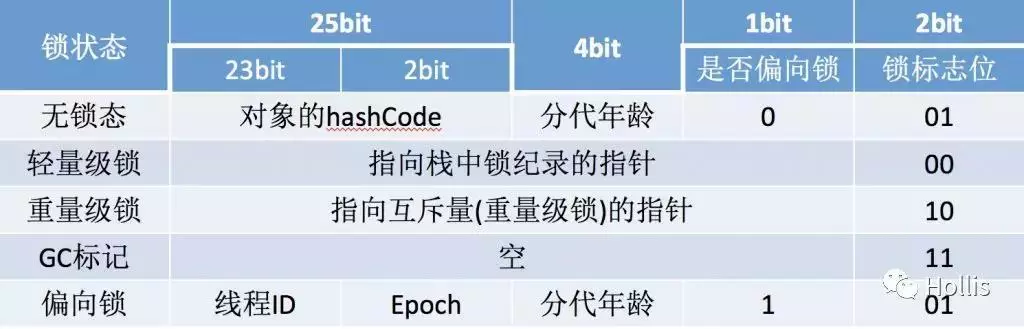 锁状态 25bit 4bit 1bit 2bit
23bit 2bit 是否偏向锁 锁标志位
无锁态 对象的hashCode 分代年龄 0 01
轻量级锁 指向栈中锁纪录的指针 00
重量级锁 指向互斥量(重量级锁)的指针 10
GC标记 空 11
偏向锁 线程ID Epoch 分代年龄 1 01
Hollis